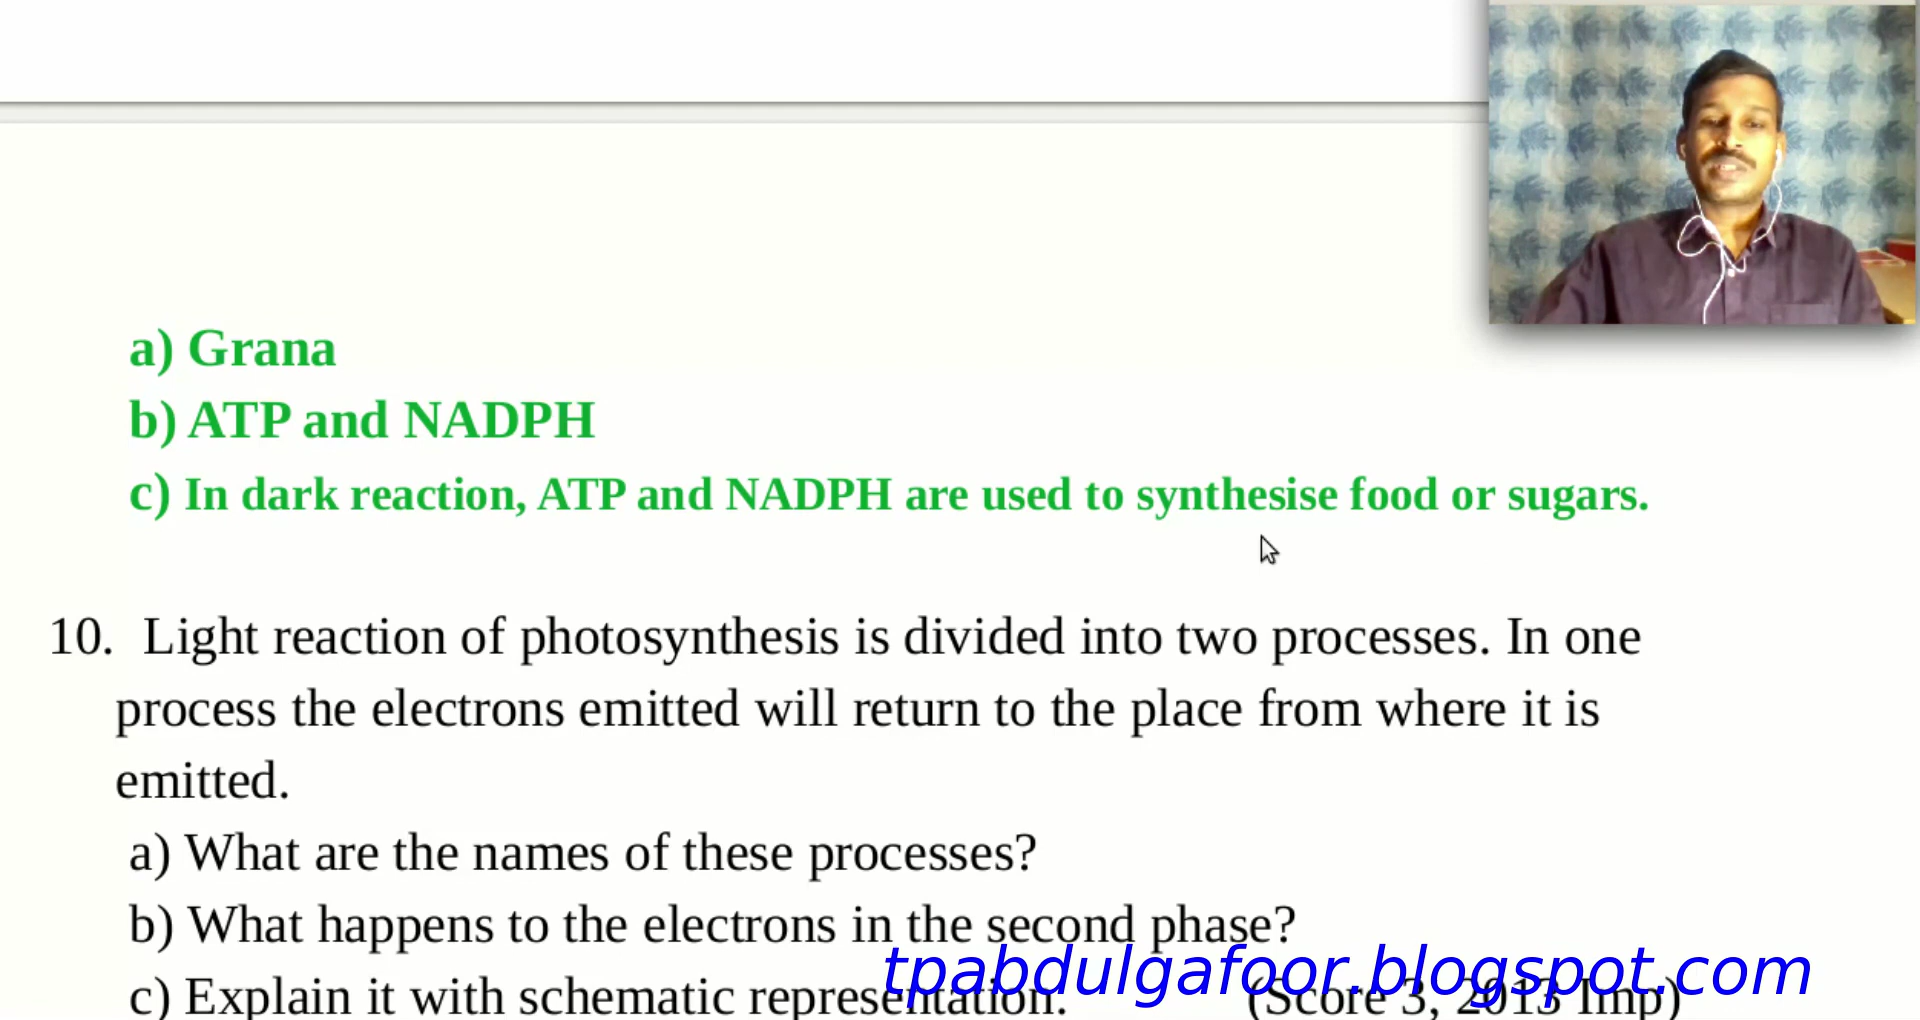 a) Grana
b) ATP and NADPH
c) In dark reaction, ATP and NADPH are used to synthesise food or sugars.
10. Light reaction of photosynthesis is divided into two processes. In one
process the electrons emitted will return to the place from where it is
emitted.
a) What are the names of these processes?
b) What happens to the electrons in the second phase?
c) Explain it with schematic representation. (Score 3, 2013 Imp)
tpabdulgafoor.blogspot.com